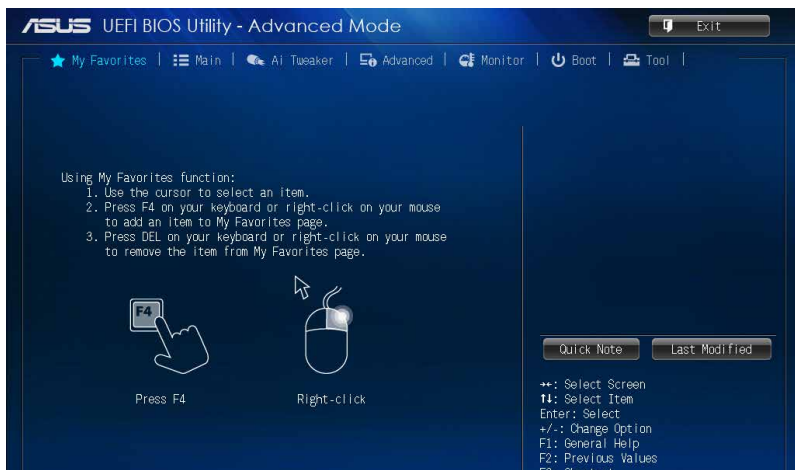 ASUS UEFI BIOS Utility - Advanced Mode
Exit
My Favorites | Main | Ai Tweaker | Advanced | Monitor | Boot | Tool |
Using My Favorites function:
1. Use the cursor to select an item.
2. Press F4 on your keyboard or right-click on your mouse
to add an item to My Favorites page.
3. Press DEL on your keyboard or right-click on your mouse
to remove the item from My Favorites page.
F4
Press F4
Right-click
Quick Note
Last Modified
→←: Select Screen
↑↓: Select Item
Enter: Select
+/-: Change Option
F1: General Help
F2: Previous Values